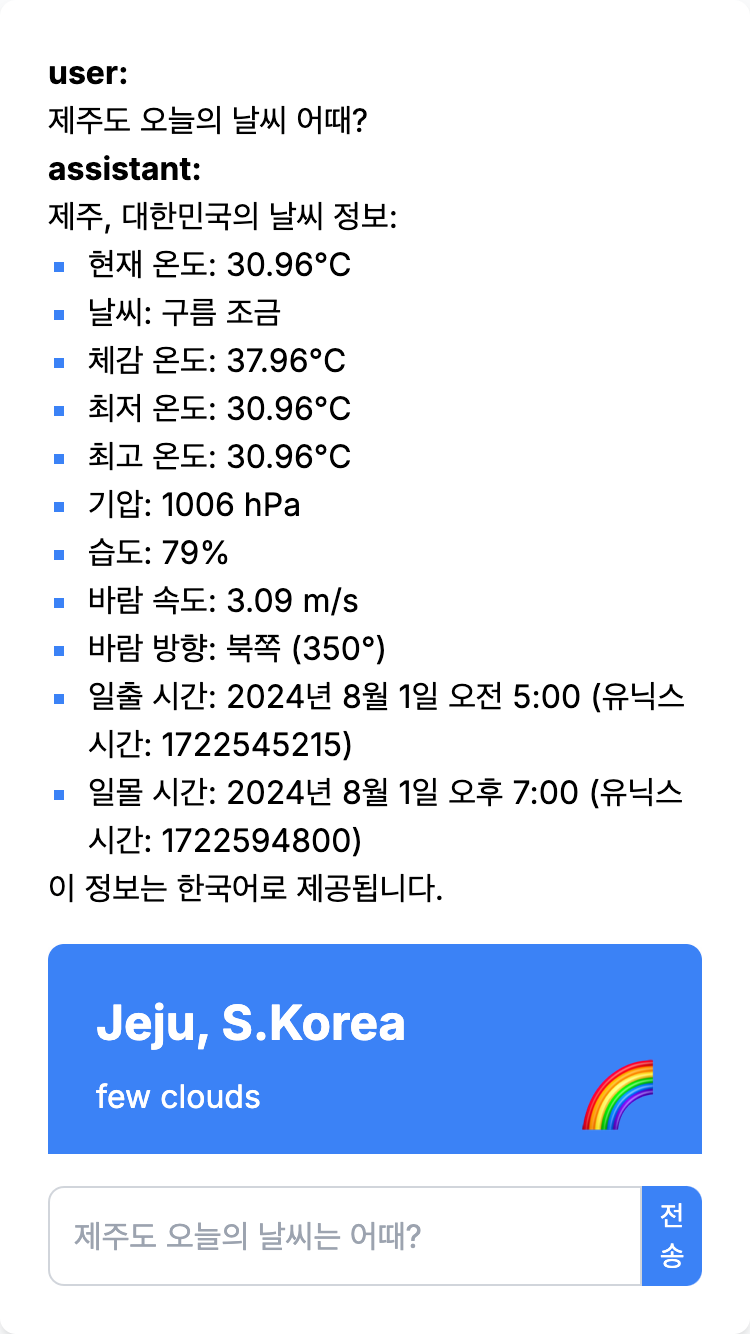 user:
제주도 오늘의 날씨 어때?
assistant:
제주, 대한민국의 날씨 정보:
현재 온도: 30.96°C
날씨: 구름 조금
체감 온도: 37.96°C
최저 온도: 30.96°C
최고 온도: 30.96°C
기압: 1006 hPa
습도: 79%
바람 속도: 3.09 m/s
바람 방향: 북쪽 (350°)
일출 시간: 2024년 8월 1일 오전 5:00 (유닉스
시간: 1722545215)
일몰 시간: 2024년 8월 1일 오후 7:00 (유닉스
시간: 1722594800)
이 정보는 한국어로 제공됩니다.
Jeju, S.Korea
few clouds
제주도 오늘의 날씨는 어때?
전
송